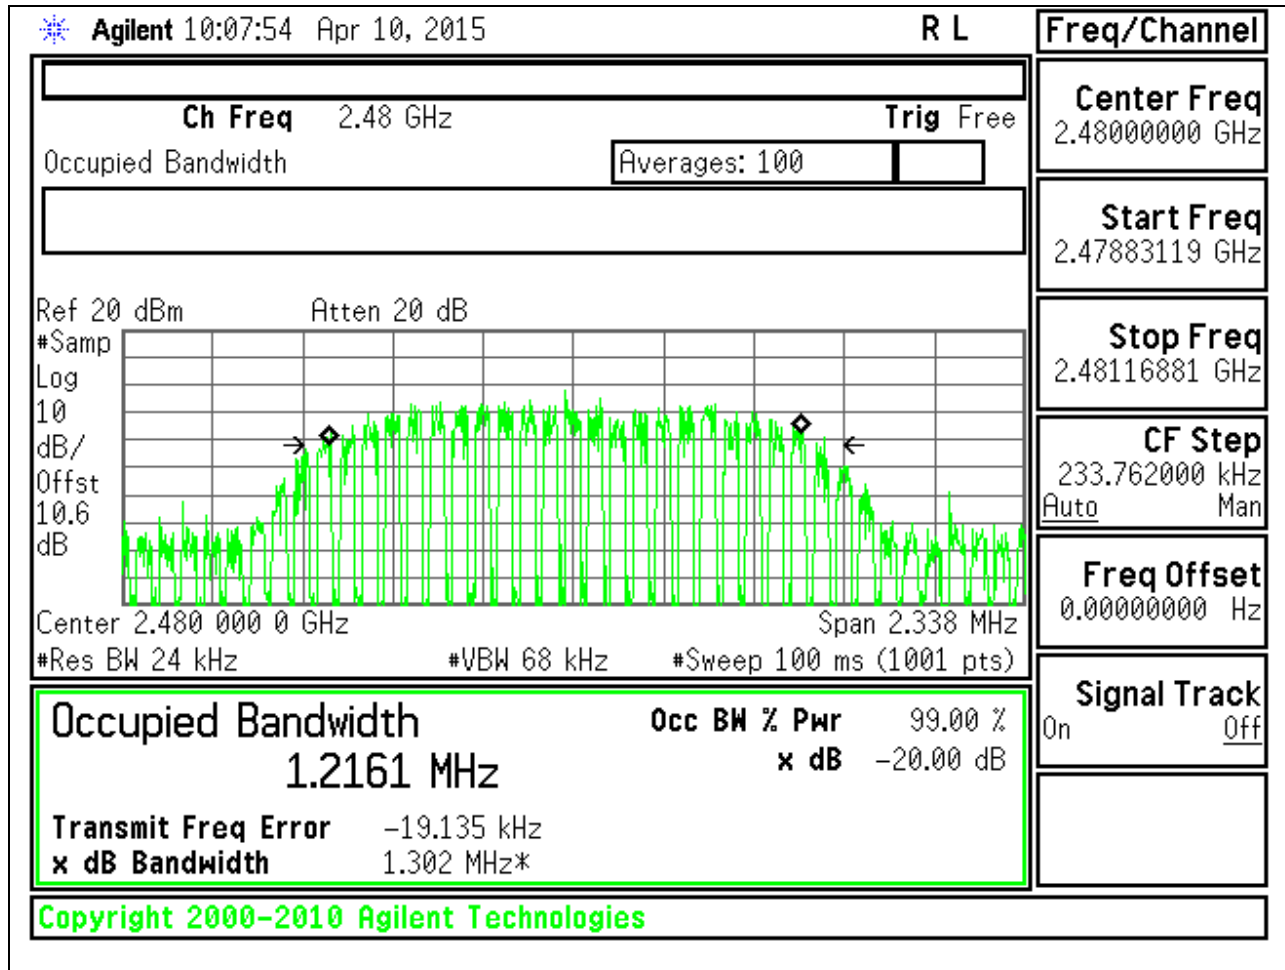 Agilent 10:07:54 Apr 10, 2015 R L
Ch Freq 2.48 GHz Trig Free
Occupied Bandwidth Averages: 100
Ref 20 dBm Atten 20 dB
#Samp
Log
10
dB/
Offst
10.6
dB
Center 2.480 000 0 GHz Span 2.338 MHz
#Res BW 24 kHz #VBW 68 kHz #Sweep 100 ms (1001 pts)
Occupied Bandwidth Occ BW % Pwr 99.00 %
1.2161 MHz x dB -20.00 dB
Transmit Freq Error -19.135 kHz
x dB Bandwidth 1.302 MHz*
Copyright 2000-2010 Agilent Technologies
Freq/Channel
Center Freq
2.48000000 GHz
Start Freq
2.47883119 GHz
Stop Freq
2.48116881 GHz
CF Step
233.762000 kHz
Auto Man
Freq Offset
0.00000000 Hz
Signal Track
On Off